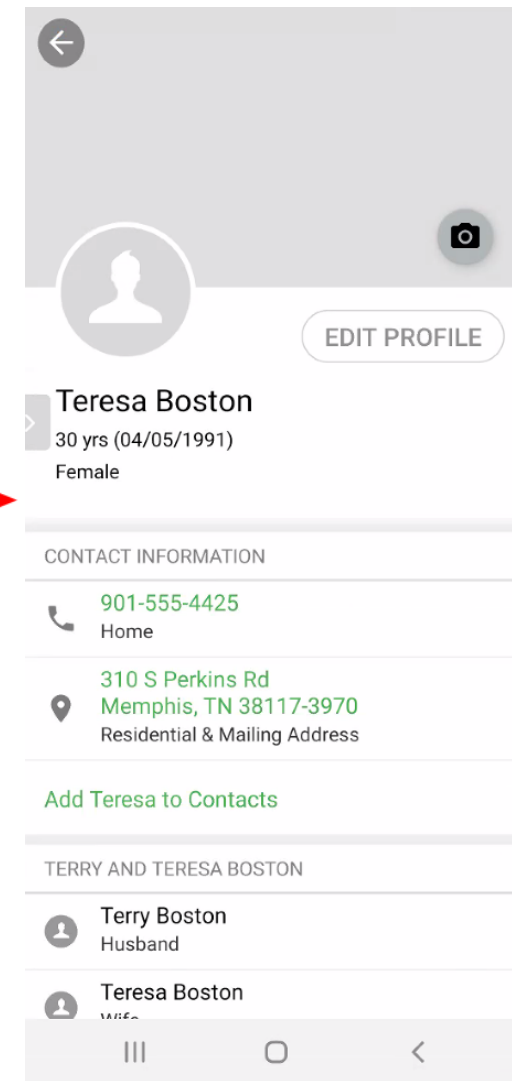 EDIT PROFILE
Teresa Boston
30 yrs (04/05/1991)
Female
CONTACT INFORMATION
901-555-4425
Home
310 S Perkins Rd
Memphis, TN 38117-3970
Residential & Mailing Address
Add Teresa to Contacts
TERRY AND TERESA BOSTON
Terry Boston
Husband
Teresa Boston
Wife